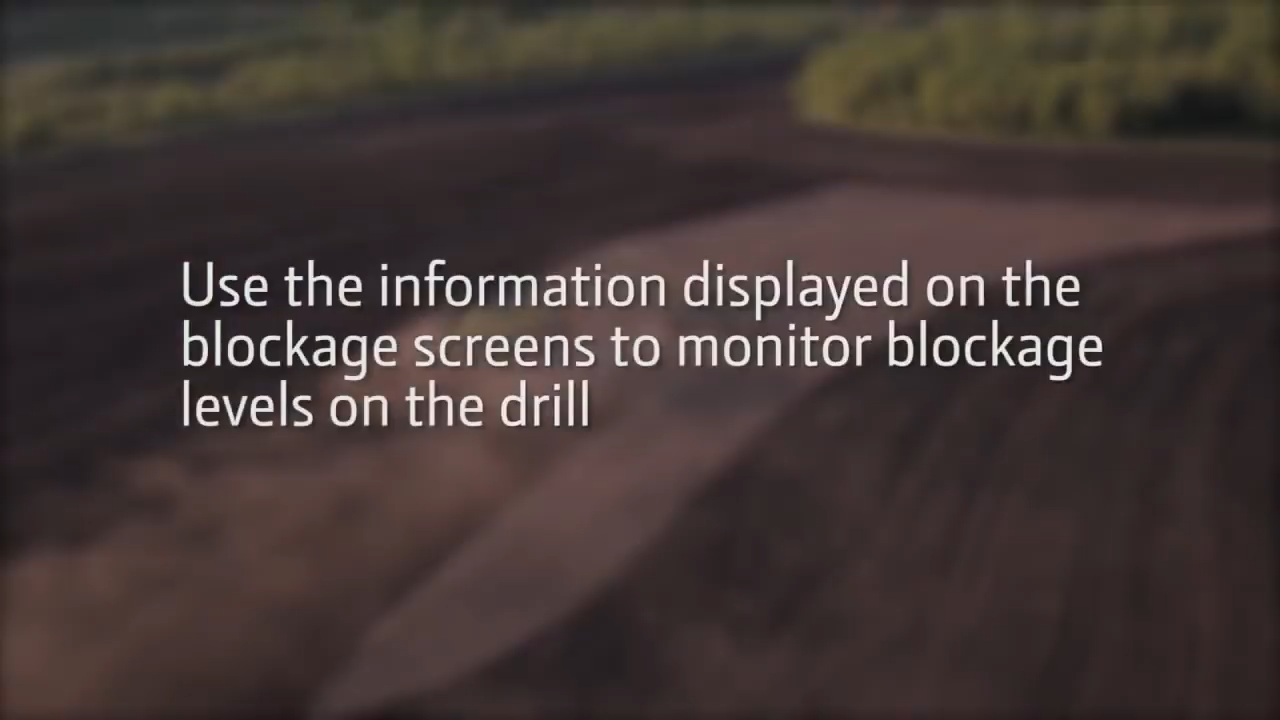 Use the information displayed on the
blockage screens to monitor blockage
levels on the drill